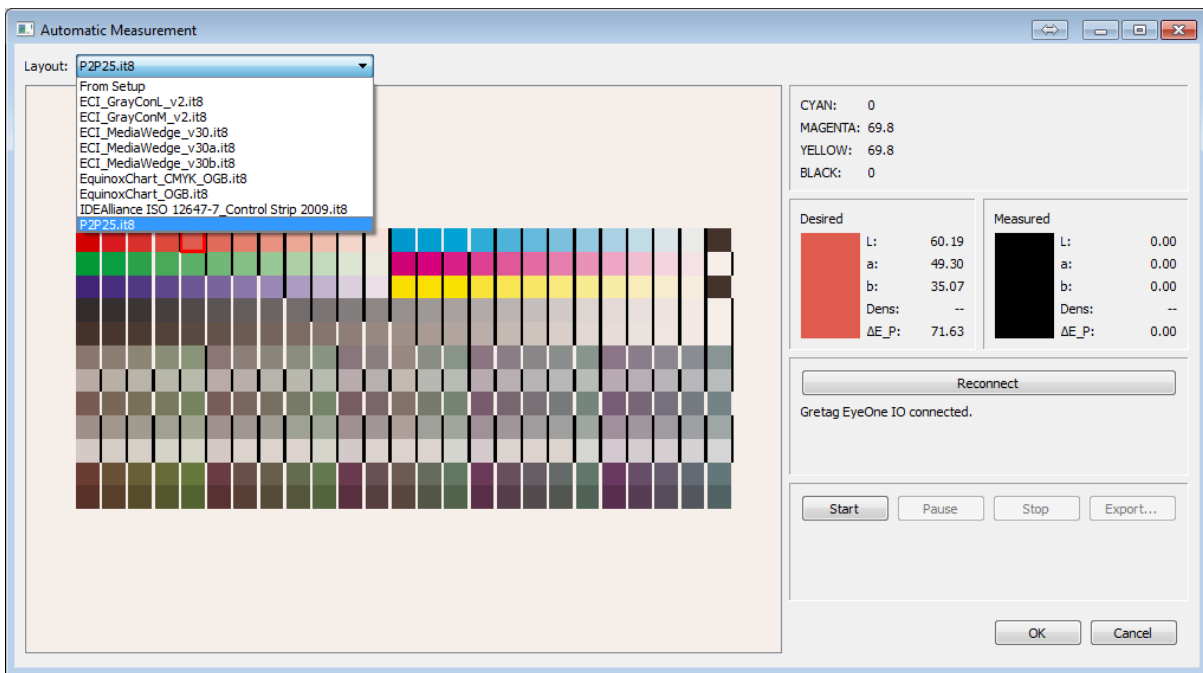 Automatic Measurement
Layout: P2P25.it8
From Setup
ECI_GrayConL_v2.it8
ECI_GrayConM_v2.it8
ECI_MediaWedge_v30.it8
ECI_MediaWedge_v30a.it8
ECI_MediaWedge_v30b.it8
EquinoxChart_CMYK_OGB.it8
EquinoxChart_OGB.it8
IDEAlliance ISO 12647-7_Control Strip 2009.it8
P2P25.it8
CYAN: 0
MAGENTA: 69.8
YELLOW: 69.8
BLACK: 0
Desired
L: 60.19
a: 49.30
b: 35.07
Dens: --
ΔE_P: 71.63
Measured
L: 0.00
a: 0.00
b: 0.00
Dens: --
ΔE_P: 0.00
Reconnect
Gretag EyeOne IO connected.
Start Pause Stop Export...
OK Cancel